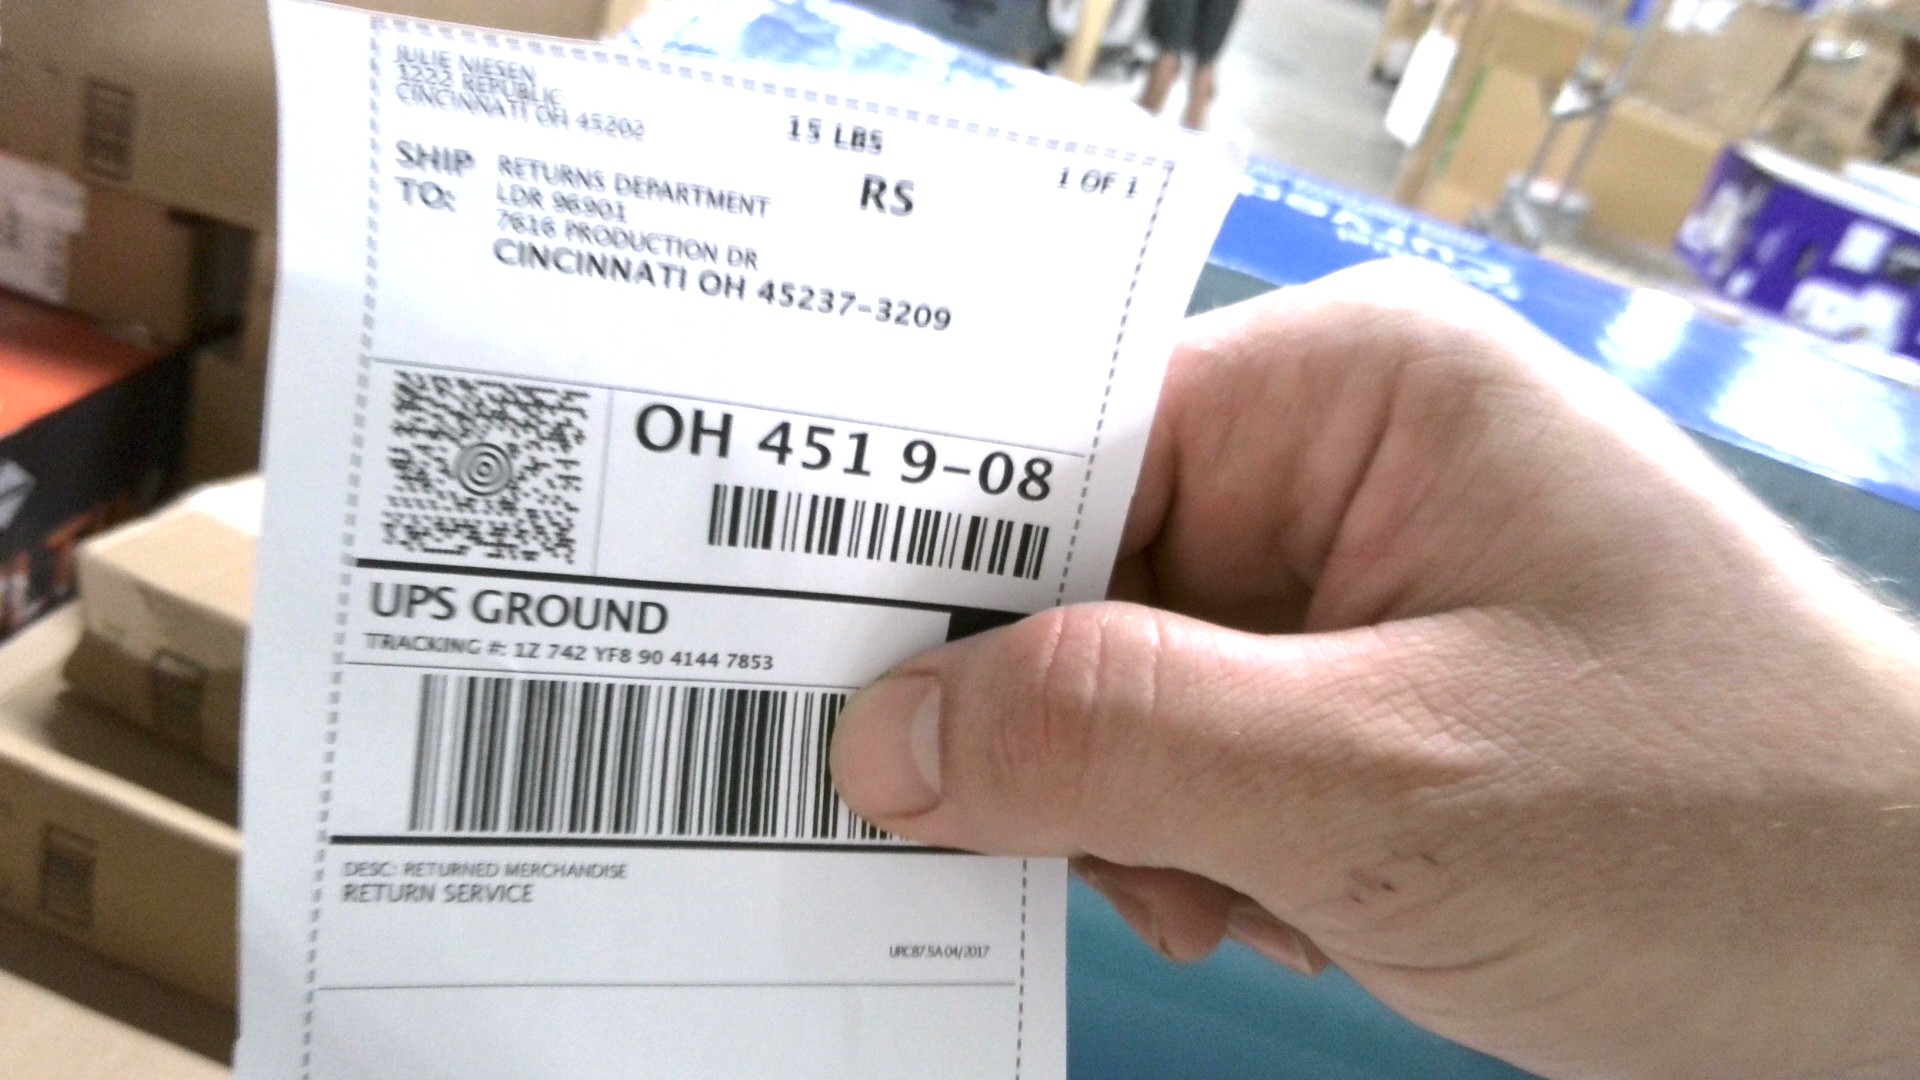 JULIE NIESEN
1222 REPUBLIC
CINCINNATI OH 45202
15 LBS
1 OF 1
SHIP TO:
RETURNS DEPARTMENT
RS
LDR 96901
7616 PRODUCTION DR
CINCINNATI OH 45237-3209
OH 451 9-08
UPS GROUND
TRACKING #: 1Z 742 YF8 90 4144 7853
DESC: RETURNED MERCHANDISE
RETURN SERVICE
04/2017